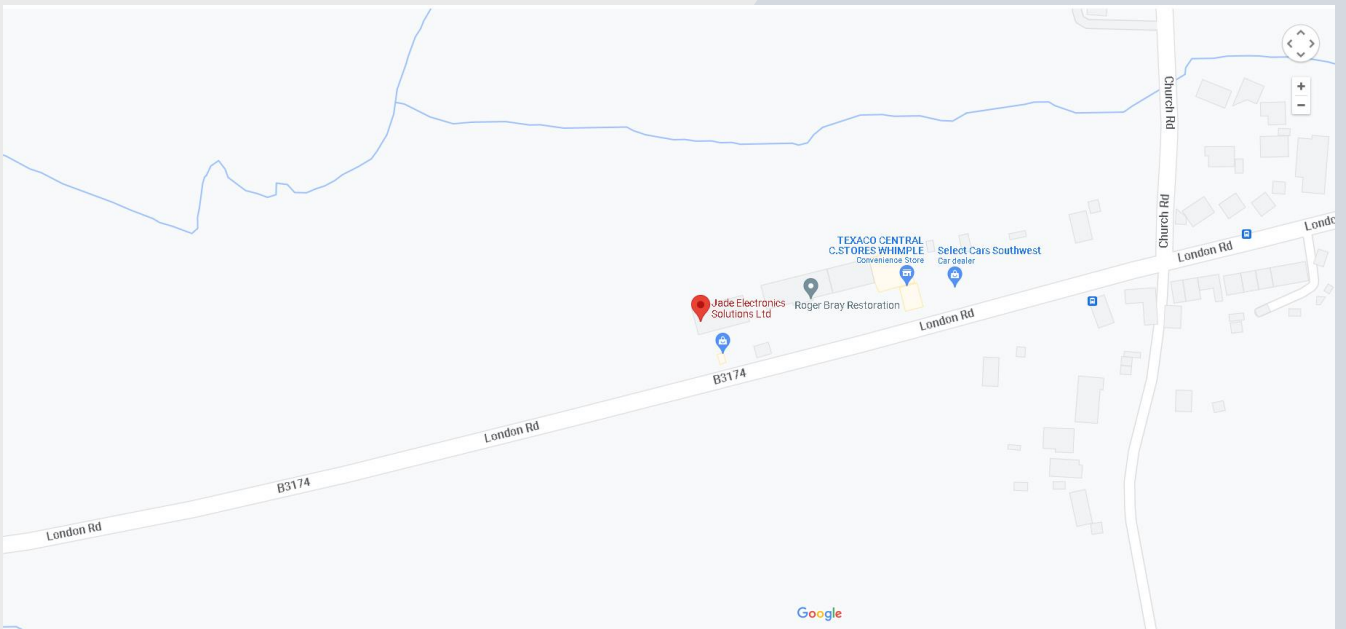 Church Rd
Church Rd
London Rd
Londo
TEXACO CENTRAL
C.STORES WHIMPLE
Convenience Store
Select Cars Southwest
Car dealer
Jade Electronics
Solutions Ltd
Roger Bray Restoration
London Rd
B3174
London Rd
B3174
London Rd
Google
+
−